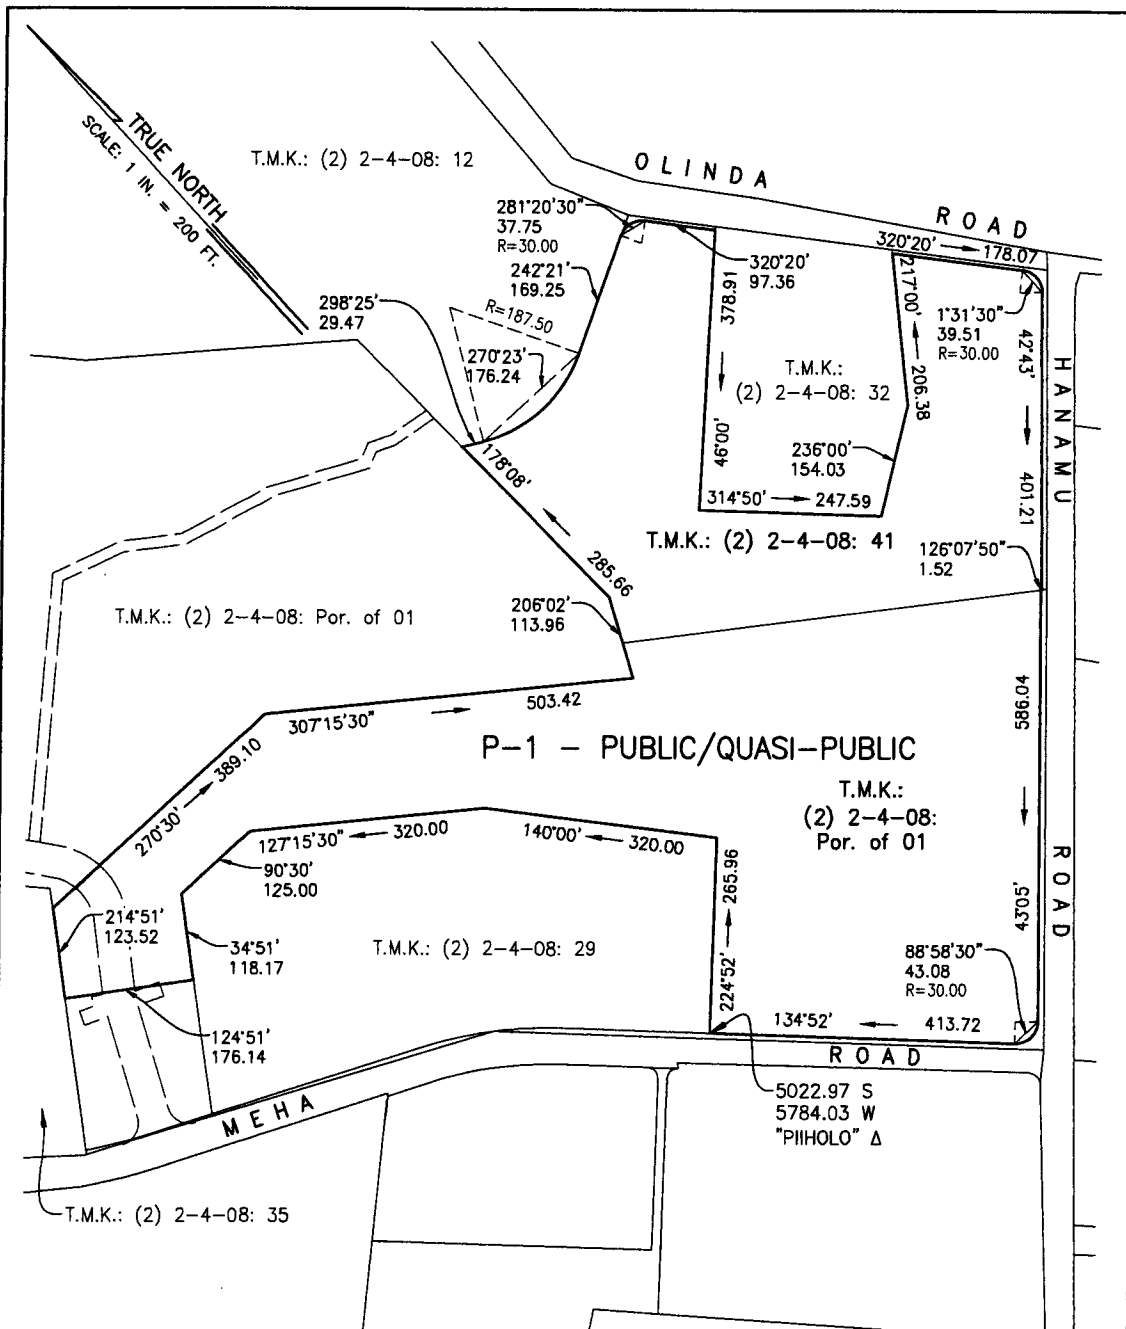 TRUE NORTH
SCALE: 1 IN. = 200 FT.
T.M.K.: (2) 2-4-08: 12
OLINDA ROAD
281°20'30"
37.75
R=30.00
242°21'
169.25
320°20'
97.36
320°20' 178.07
298°25'
29.47
R=187.50
270°23'
176.24
378.91
46°00'
217°00'
206.38
1°31'30"
39.51
R=30.00
T.M.K.:
(2) 2-4-08: 32
236°00'
154.03
314°50' 247.59
42°43'
401.21
HANAMU ROAD
T.M.K.: (2) 2-4-08: 41
178°08'
285.66
126°07'50"
1.52
206°02'
113.96
T.M.K.: (2) 2-4-08: Por. of 01
307°15'30" 503.42
270°30' 389.10
P-1 - PUBLIC/QUASI-PUBLIC
T.M.K.:
(2) 2-4-08:
Por. of 01
589.04
43°05'
127°15'30" 320.00
140°00' 320.00
90°30'
125.00
214°51'
123.52
34°51'
118.17
T.M.K.: (2) 2-4-08: 29
224°52' 265.96
88°58'30"
43.08
R=30.00
124°51'
176.14
134°52' 413.72
MEHA ROAD
5022.97 S
5784.03 W
"PIIHOLO" Δ
T.M.K.: (2) 2-4-08: 35